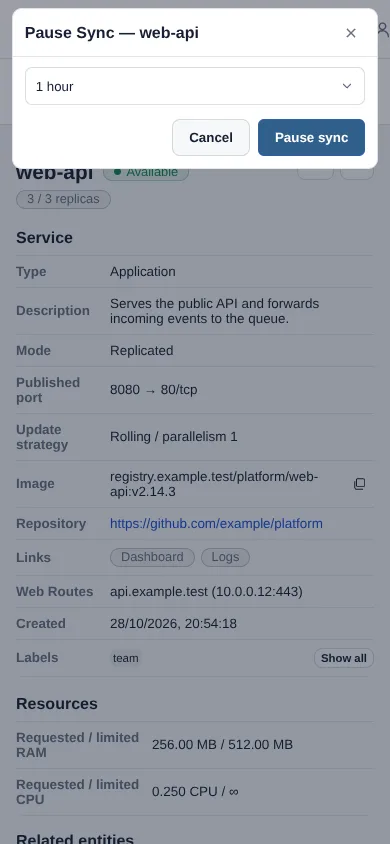 Pause Sync — web-api
1 hour
Cancel
Pause sync
web-api
Available
3 / 3 replicas
Service
Type
Application
Description
Serves the public API and forwards
incoming events to the queue.
Mode
Replicated
Published
port
8080 → 80/tcp
Update
strategy
Rolling / parallelism 1
Image
registry.example.test/platform/web-
api:v2.14.3
Repository
https://github.com/example/platform
Links
Dashboard
Logs
Web Routes
api.example.test (10.0.0.12:443)
Created
28/10/2026, 20:54:18
Labels
team
Show all
Resources
Requested / limited
RAM
256.00 MB / 512.00 MB
Requested / limited
CPU
0.250 CPU / ∞
Related entities